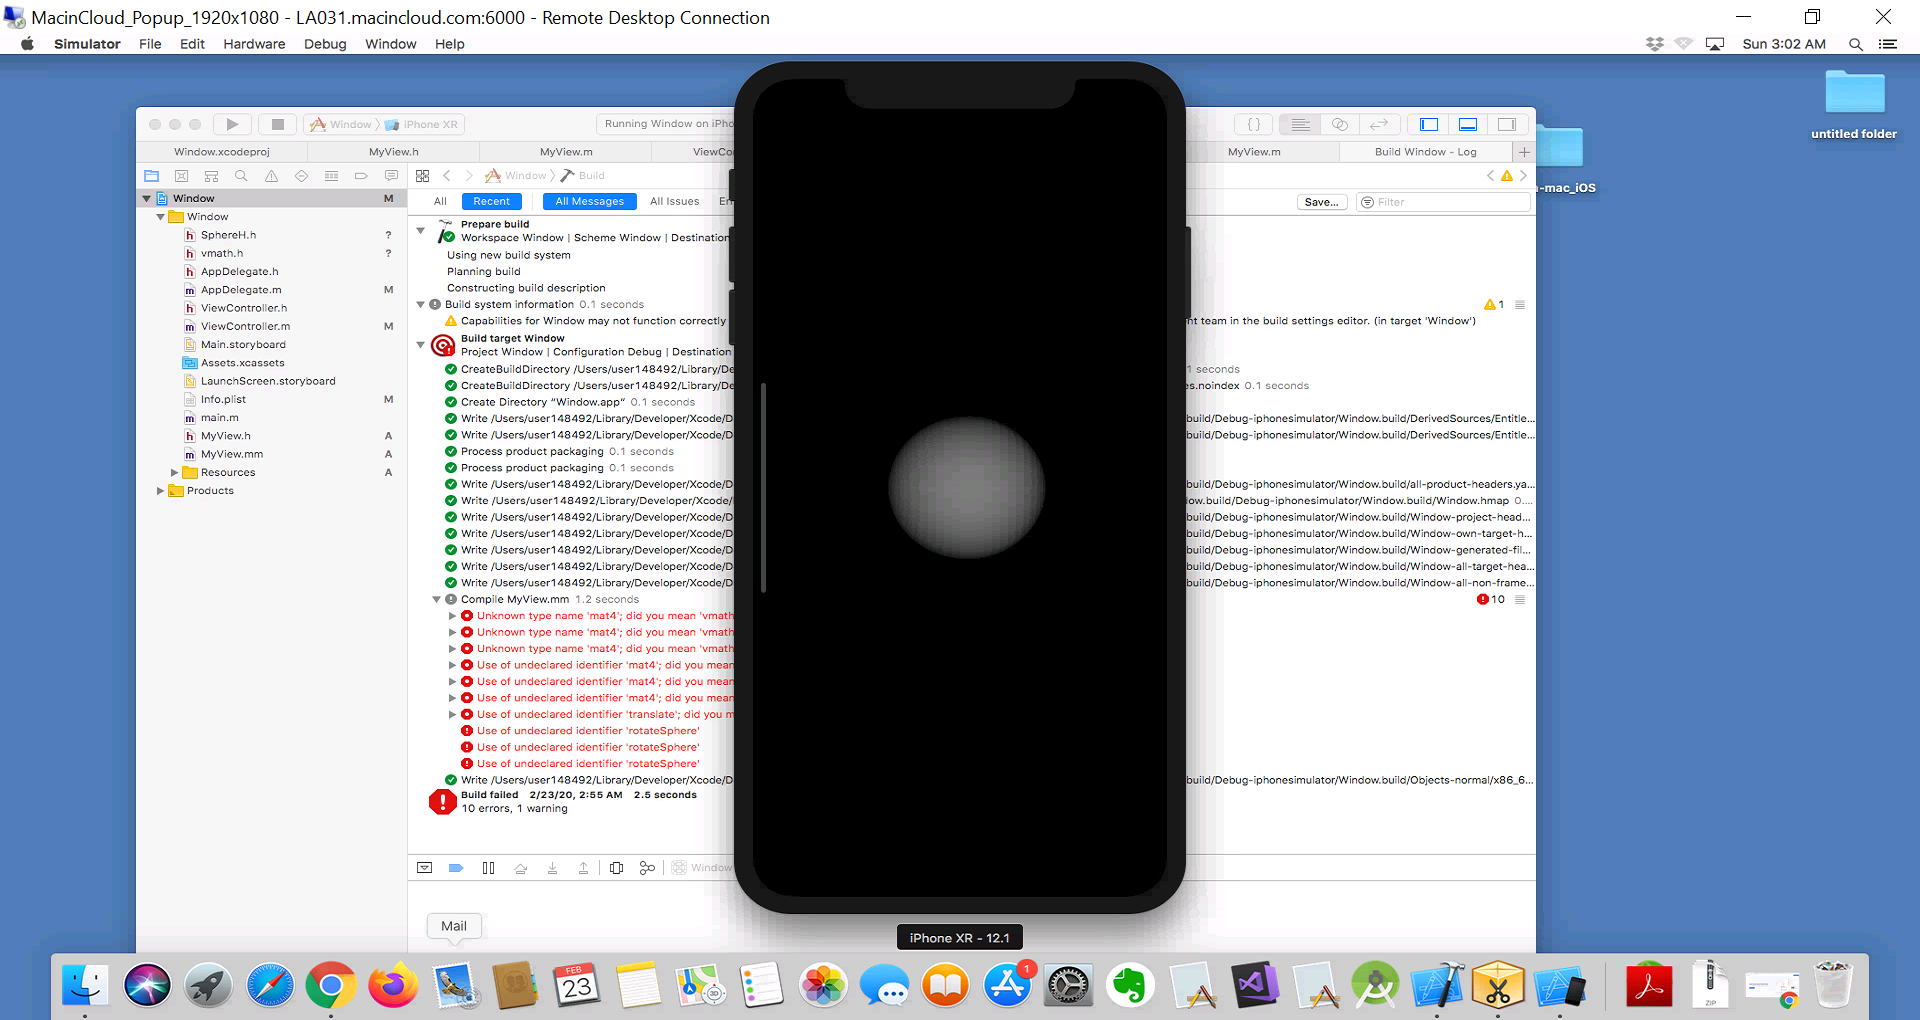 MacinCloud_Popup_1920x1080 - LA031.macincloud.com:6000 - Remote Desktop Connection
Simulator File Edit Hardware Debug Window Help Sun 3:02 AM
untitled folder
-mac_iOS
Window iPhone XR
Running Window on iPho
Window.xcodeproj MyView.h MyView.m ViewCo MyView.m Build Window - Log
Window Build
All Recent All Messages All Issues Save... Filter
Window M
Window
SphereH.h ?
vmath.h ?
AppDelegate.h
AppDelegate.m M
ViewController.h
ViewController.m M
Main.storyboard
Assets.xcassets
LaunchScreen.storyboard
Info.plist M
main.m
MyView.h A
MyView.mm A
Resources A
Products
Prepare build
Workspace Window | Scheme Window | Destination
Using new build system
Planning build
Constructing build description
Build system information 0.1 seconds 1
Capabilities for Window may not function correctly nt team in the build settings editor. (in target 'Window')
Build target Window
Project Window | Configuration Debug | Destination
CreateBuildDirectory /Users/user148492/Library/De 1 seconds
CreateBuildDirectory /Users/user148492/Library/De es.noindex 0.1 seconds
Create Directory “Window.app” 0.1 seconds
Write /Users/user148492/Library/Developer/Xcode/D build/Debug-iphonesimulator/Window.build/DerivedSources/Entitle...
Write /Users/user148492/Library/Developer/Xcode/D build/Debug-iphonesimulator/Window.build/DerivedSources/Entitle...
Process product packaging 0.1 seconds
Process product packaging 0.1 seconds
Write /Users/user148492/Library/Developer/Xcode/D build/Debug-iphonesimulator/Window.build/all-product-headers.ya...
Write /Users/user148492/Library/Developer/Xcode/D ow.build/Debug-iphonesimulator/Window.build/Window.hmap 0....
Write /Users/user148492/Library/Developer/Xcode/D build/Debug-iphonesimulator/Window.build/Window-project-head...
Write /Users/user148492/Library/Developer/Xcode/D build/Debug-iphonesimulator/Window.build/Window-own-target-h...
Write /Users/user148492/Library/Developer/Xcode/D build/Debug-iphonesimulator/Window.build/Window-generated-fil...
Write /Users/user148492/Library/Developer/Xcode/D build/Debug-iphonesimulator/Window.build/Window-all-target-hea...
Write /Users/user148492/Library/Developer/Xcode/D build/Debug-iphonesimulator/Window.build/Window-all-non-frame...
Compile MyView.mm 1.2 seconds 10
Unknown type name 'mat4'; did you mean 'vmath
Unknown type name 'mat4'; did you mean 'vmath
Unknown type name 'mat4'; did you mean 'vmath
Use of undeclared identifier 'mat4'; did you mean
Use of undeclared identifier 'mat4'; did you mean
Use of undeclared identifier 'mat4'; did you mean
Use of undeclared identifier 'translate'; did you m
Use of undeclared identifier 'rotateSphere'
Use of undeclared identifier 'rotateSphere'
Use of undeclared identifier 'rotateSphere'
Write /Users/user148492/Library/Developer/Xcode/D build/Debug-iphonesimulator/Window.build/Objects-normal/x86_6...
Build failed 2/23/20, 2:55 AM 2.5 seconds
10 errors, 1 warning
Window
Mail
iPhone XR - 12.1
FEB
23
3D
1
ZIP